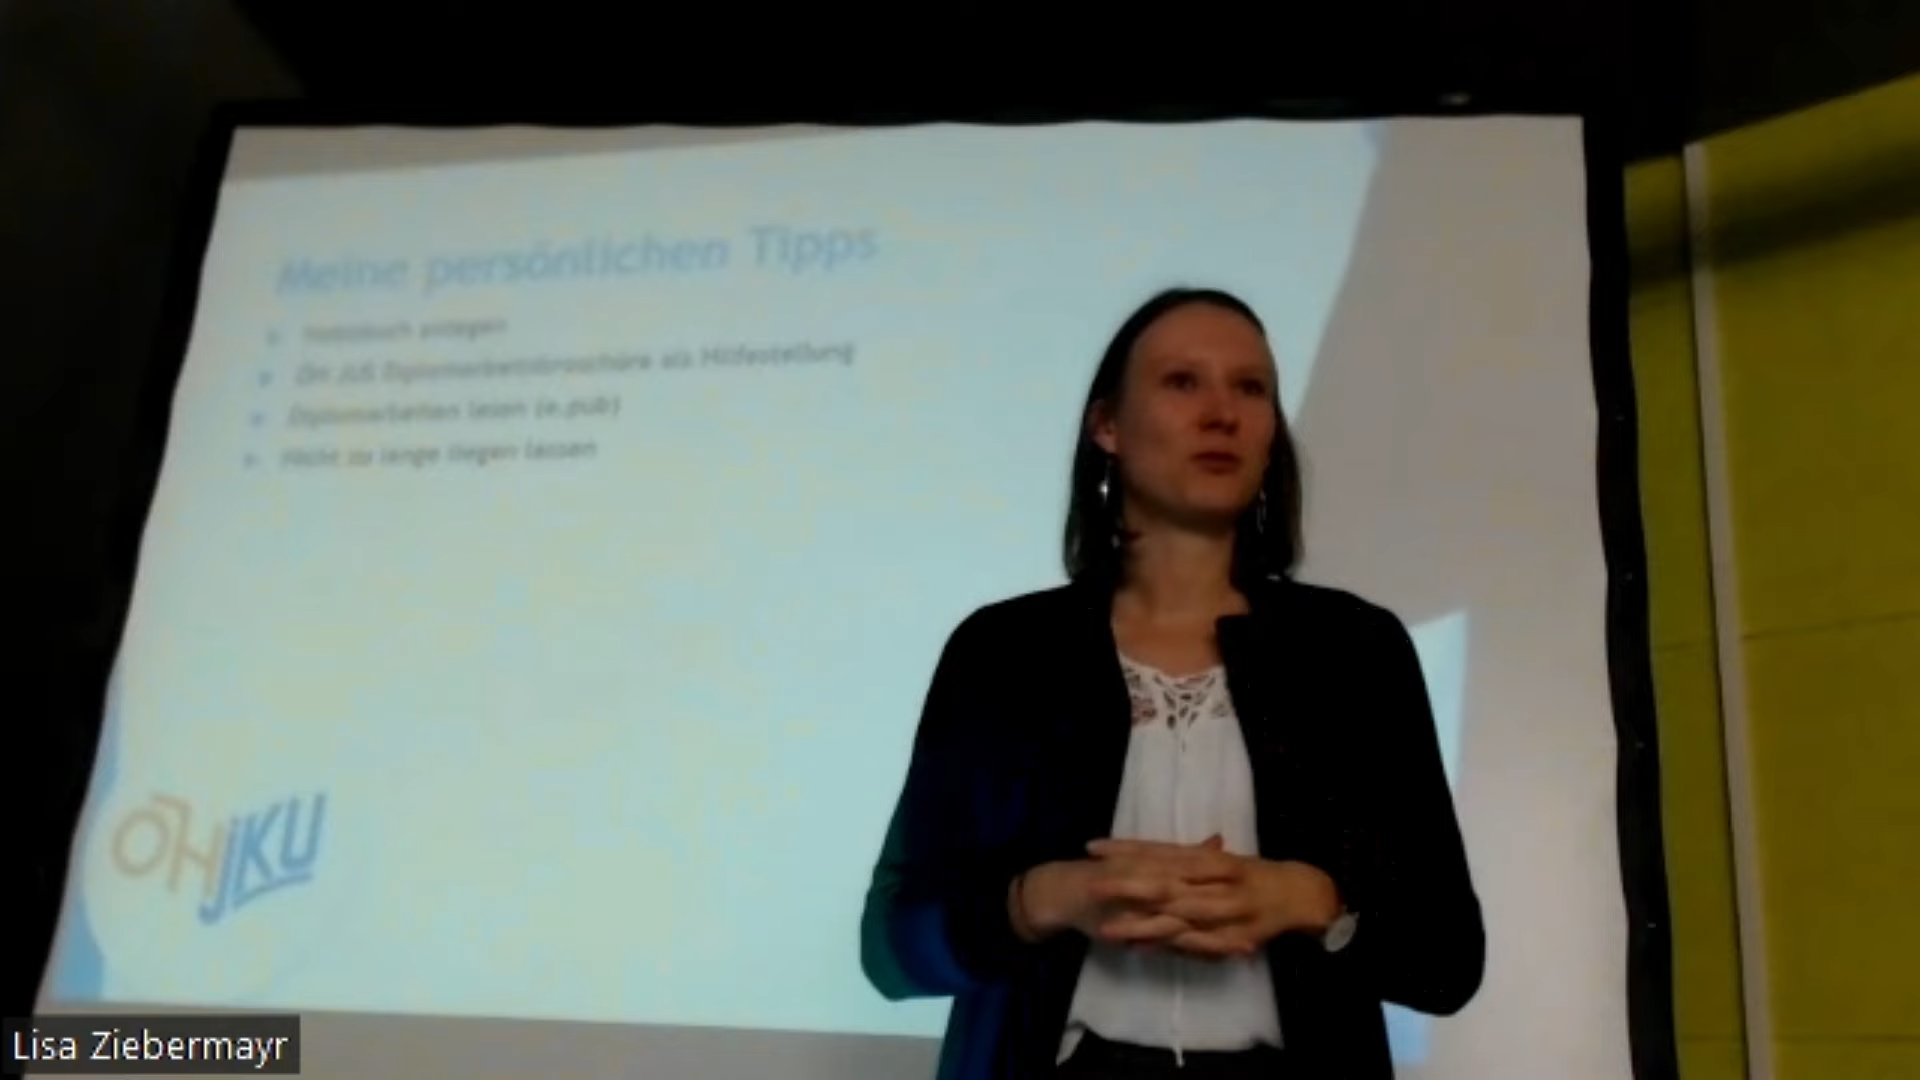 Meine persönlichen Tipps
Notizbuch anlegen
ÖH JUS Diplomarbeitsbroschüre als Hilfestellung
Diplomarbeiten lesen (e.pub)
Nicht zu lange liegen lassen
ÖH JKU
Lisa Ziebermayr